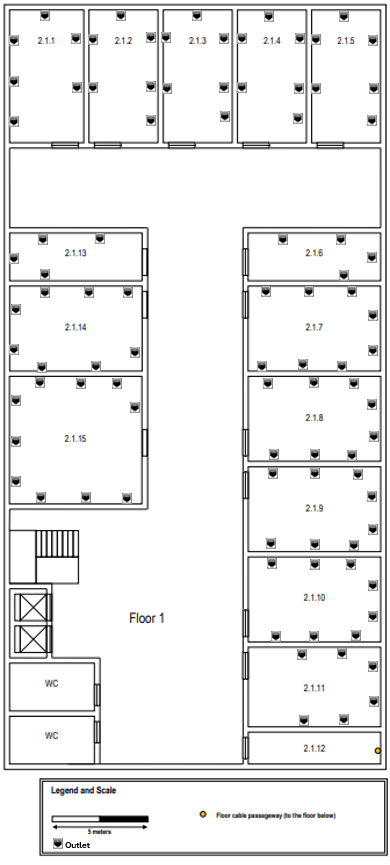 2.1.1 2.1.2 2.1.3 2.1.4 2.1.5
2.1.13 2.1.6
2.1.14 2.1.7
2.1.15 2.1.8
2.1.9
2.1.10
Floor 1
WC 2.1.11
WC 2.1.12
Legend and Scale
Floor cable passageway (to the floor below)
5 meters
Outlet